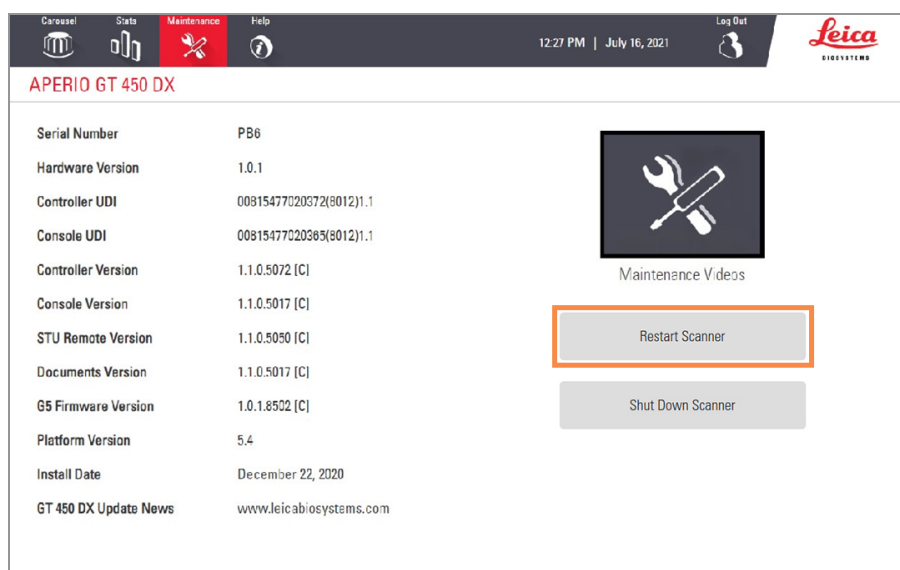 Carousel Stats Maintenance Help Log Out
12:27 PM | July 16, 2021
Leica
BIOSYSTEMS
APERIO GT 450 DX
Serial Number PB6
Hardware Version 1.0.1
Controller UDI 00815477020372(8012)1.1
Console UDI 00815477020365(8012)1.1
Controller Version 1.1.0.5072 [C]
Maintenance Videos
Console Version 1.1.0.5017 [C]
STU Remote Version 1.1.0.5050 [C]
Restart Scanner
Documents Version 1.1.0.5017 [C]
G5 Firmware Version 1.0.1.8502 [C]
Shut Down Scanner
Platform Version 5.4
Install Date December 22, 2020
GT 450 DX Update News www.leicabiosystems.com